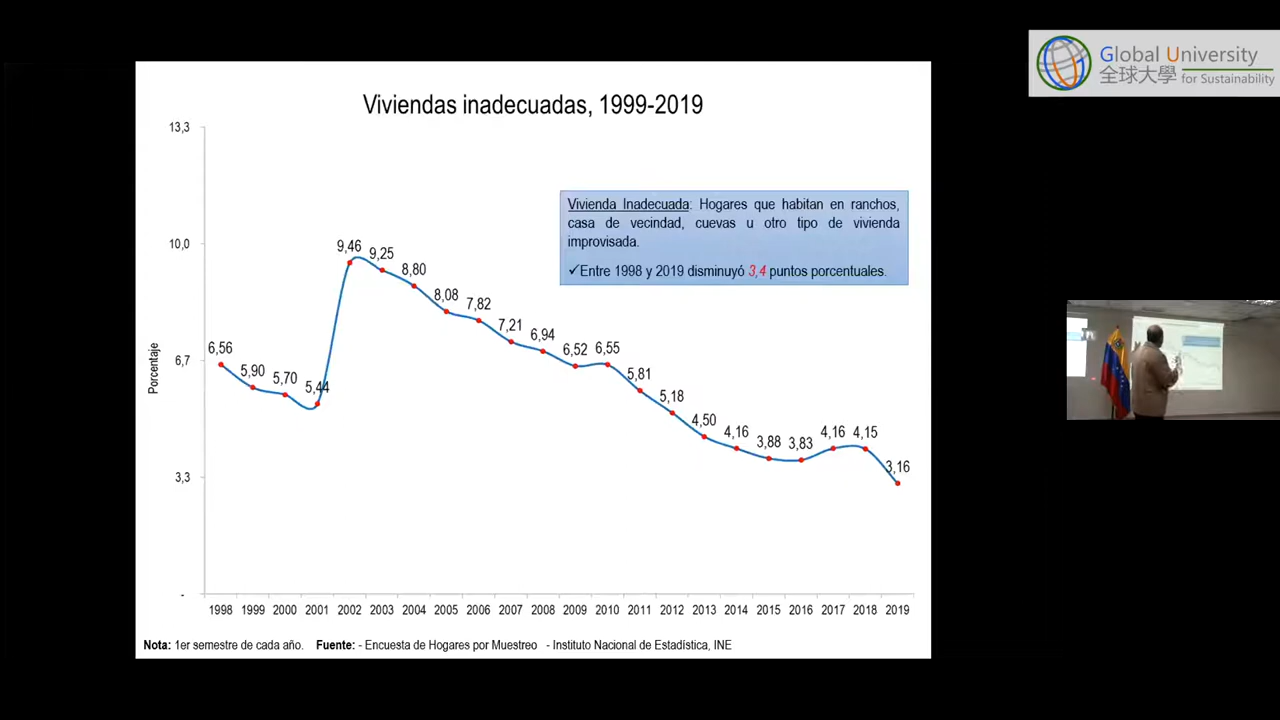 Global University
全球大學 for Sustainability
Viviendas inadecuadas, 1999-2019
Porcentaje
13,3
10,0
6,7
3,3
-
Vivienda Inadecuada: Hogares que habitan en ranchos,
casa de vecindad, cuevas u otro tipo de vivienda
improvisada.
✓Entre 1998 y 2019 disminuyó 3,4 puntos porcentuales.
6,56
5,90
5,70
5,44
9,46
9,25
8,80
8,08
7,82
7,21
6,94
6,52
6,55
5,81
5,18
4,50
4,16
3,88
3,83
4,16
4,15
3,16
1998 1999 2000 2001 2002 2003 2004 2005 2006 2007 2008 2009 2010 2011 2012 2013 2014 2015 2016 2017 2018 2019
Nota: 1er semestre de cada año. Fuente: - Encuesta de Hogares por Muestreo - Instituto Nacional de Estadística, INE